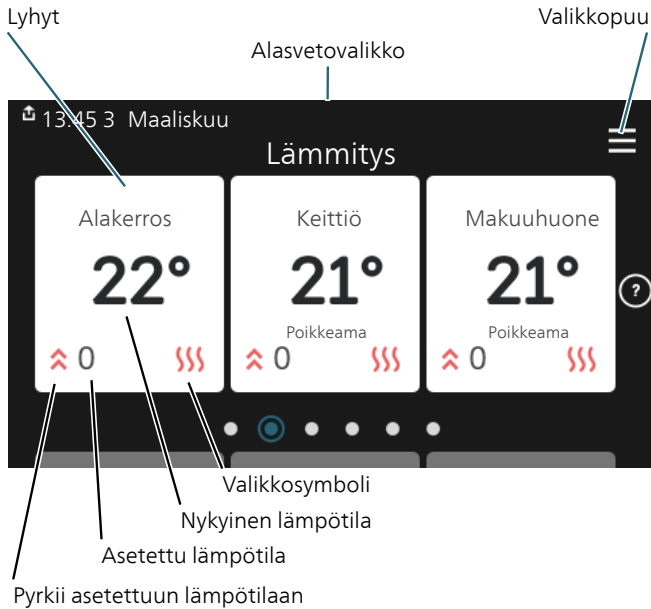 Lyhyt
Valikkopuu
Alasvetovalikko
13.45 3 Maaliskuu
Lämmitys
Alakerros
Keittiö
Makuuhuone
22°
21°
21°
Poikkeama
Poikkeama
0
0
0
?
Valikkosymboli
Nykyinen lämpötila
Asetettu lämpötila
Pyrkii asetettuun lämpötilaan